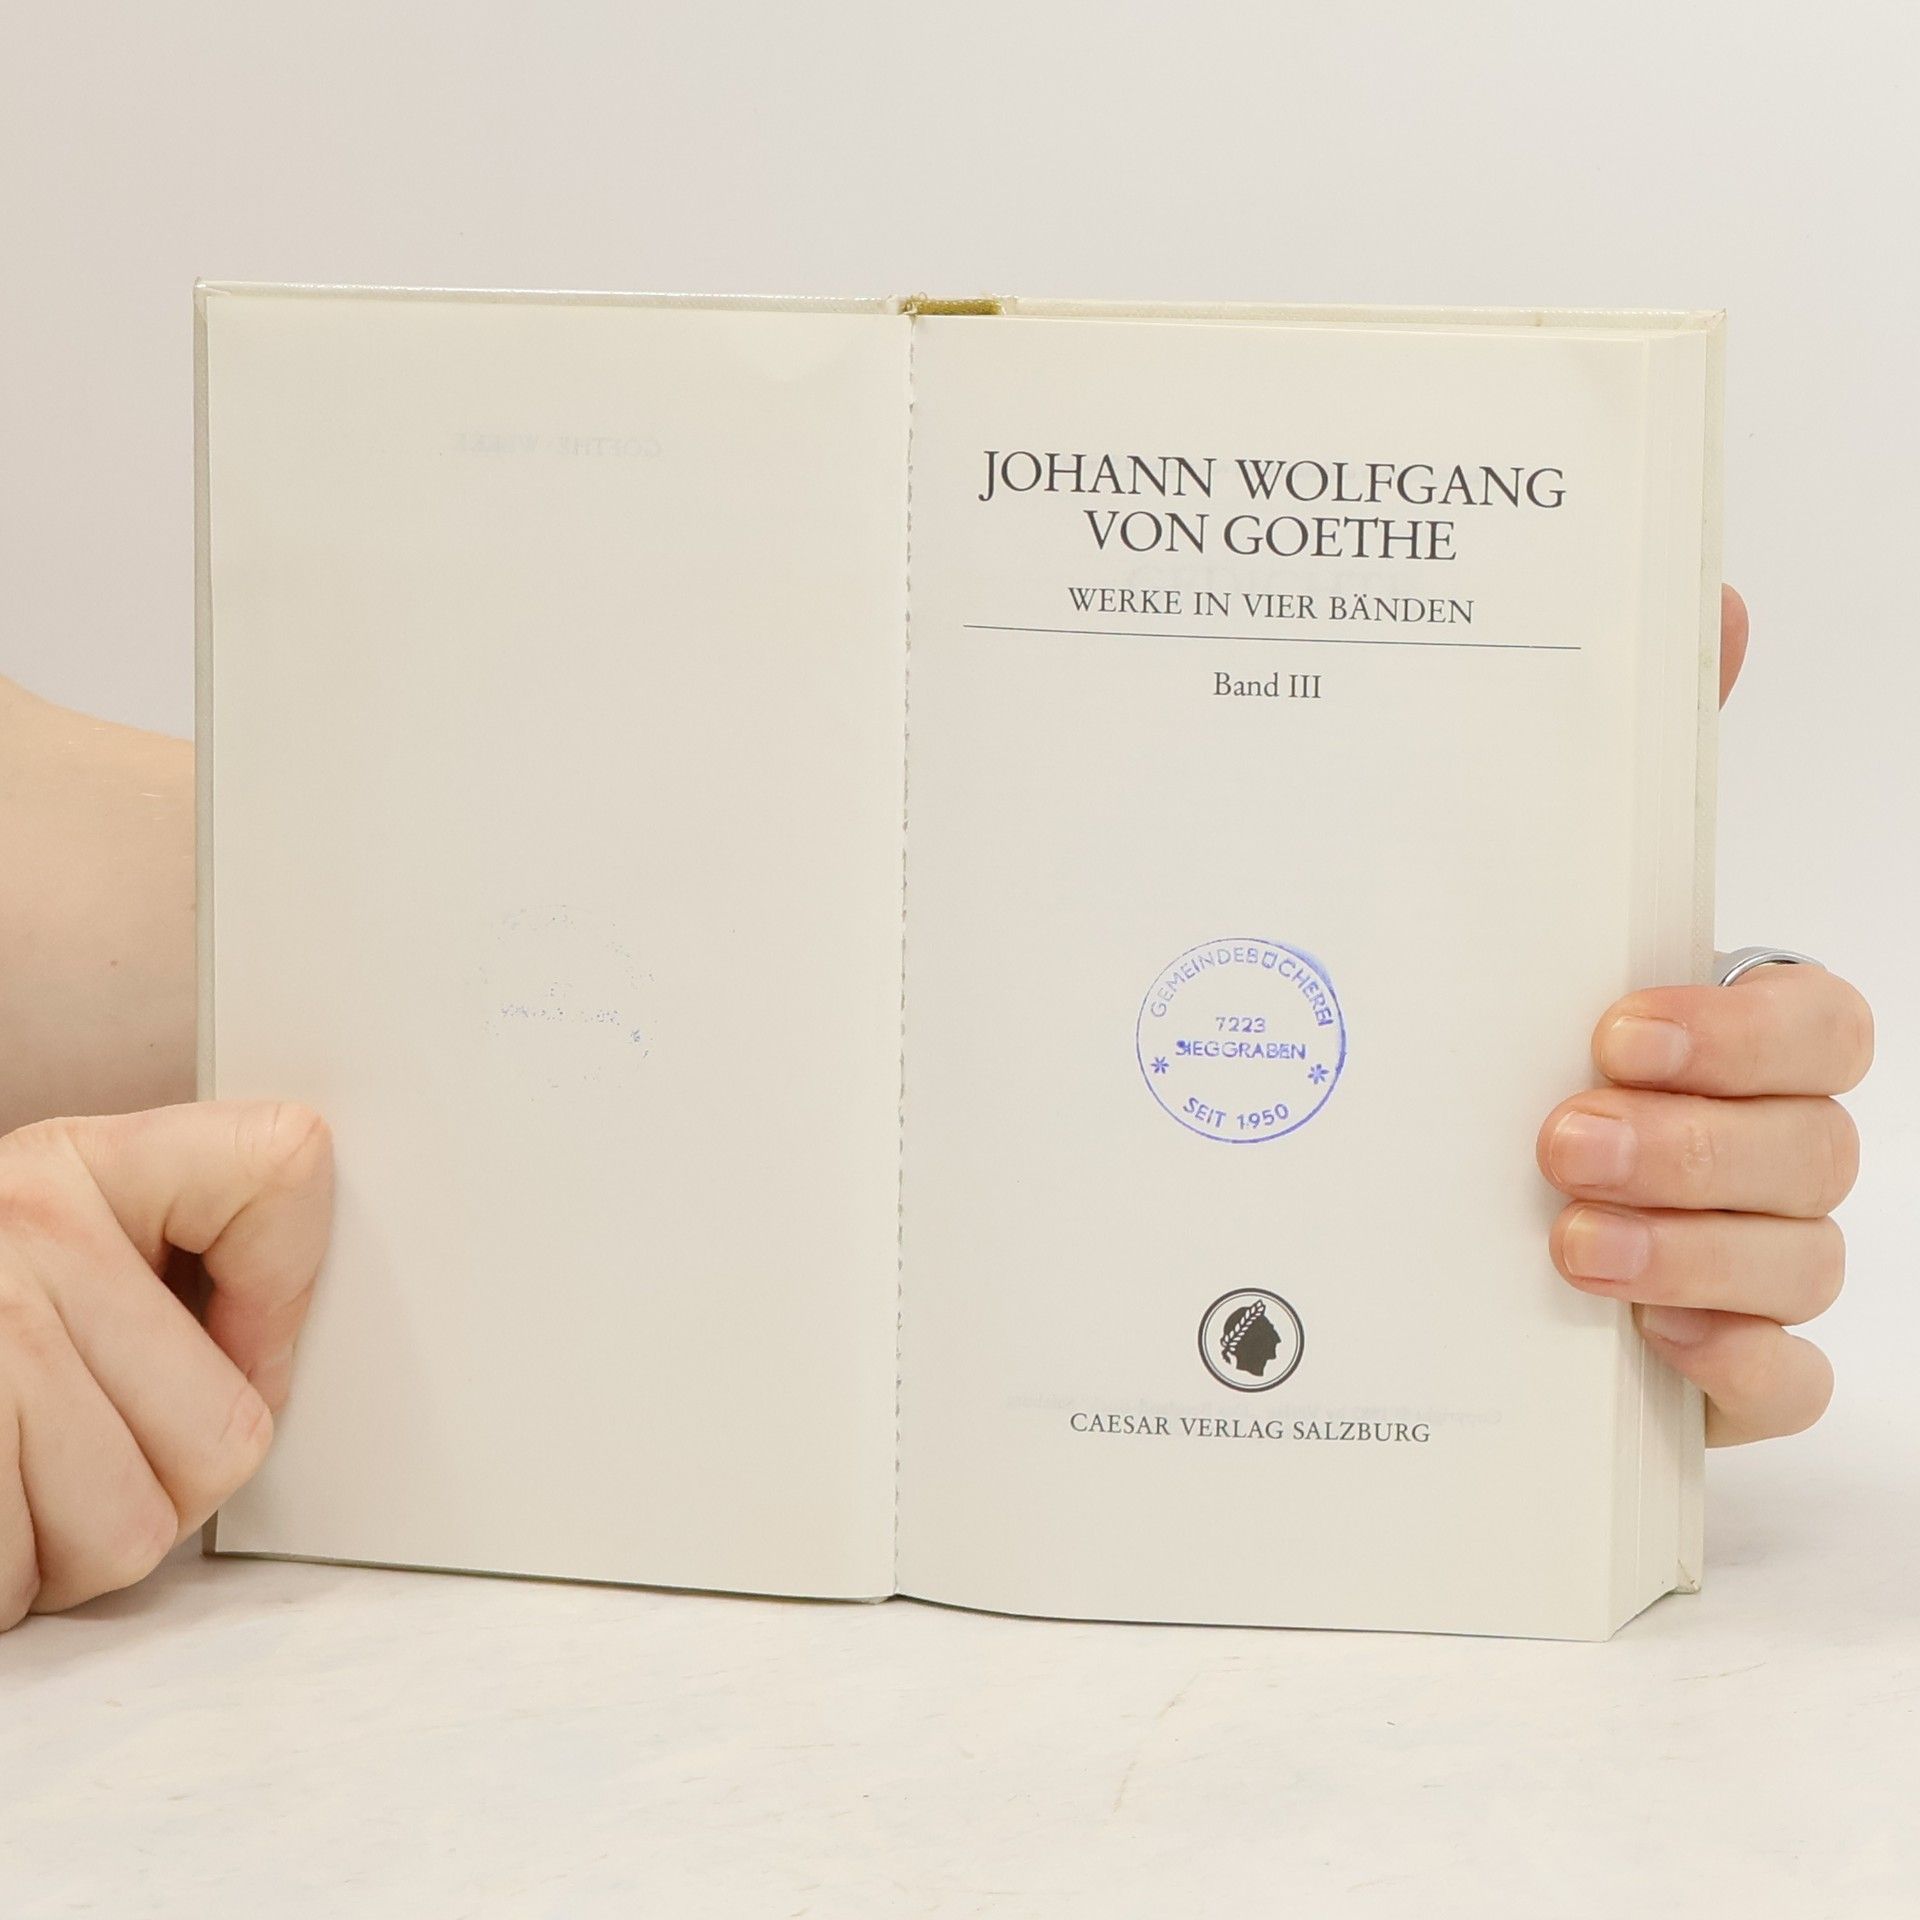 JOHANN WOLFGANG
VON GOETHE
WERKE IN VIER BÄNDEN
Band III
GEMEINDEBÜCHEREI
7223
SIEGGRABEN
* SEIT 1950 *
CAESAR VERLAG SALZBURG